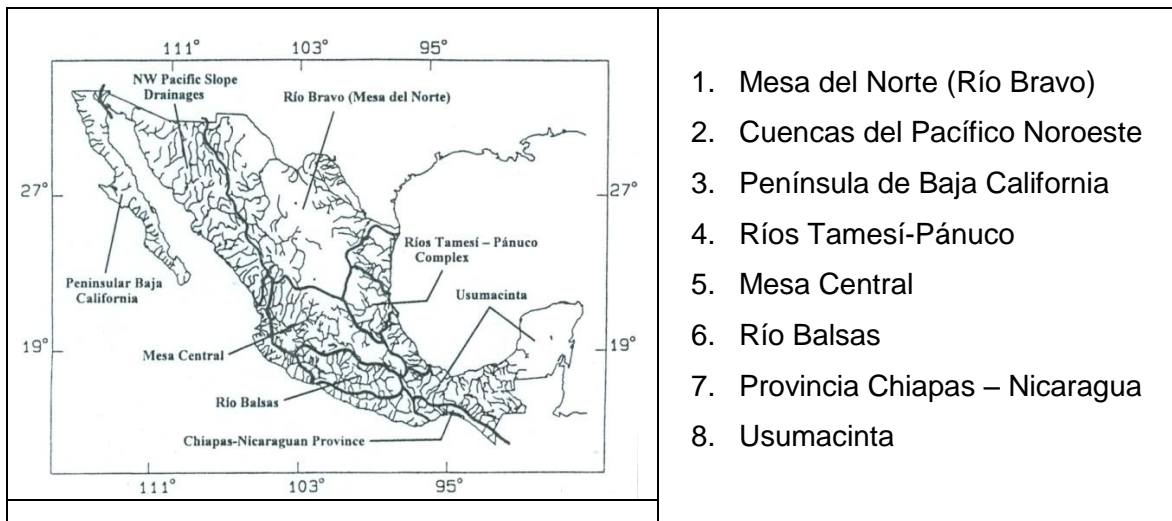 111°
103°
95°
NW Pacific Slope
Drainages
Río Bravo (Mesa del Norte)
27°
27°
Ríos Tamesí – Pánuco
Complex
Peninsular Baja
California
Usumacinta
19°
19°
Mesa Central
Río Balsas
Chiapas-Nicaraguan Province
111°
103°
95°
1. Mesa del Norte (Río Bravo)
2. Cuencas del Pacífico Noroeste
3. Península de Baja California
4. Ríos Tamesí-Pánuco
5. Mesa Central
6. Río Balsas
7. Provincia Chiapas – Nicaragua
8. Usumacinta